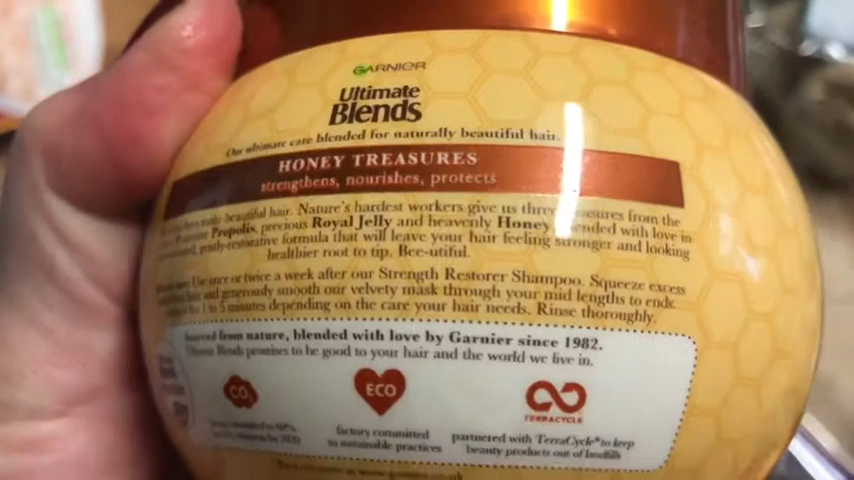 GARNIER
Ultimate
Blends
Our ultimate care blended for naturally beautiful hair.
HONEY TREASURES
strengthens, nourishes, protects
beautiful hair. Nature's hardest workers give us three treasures from the
Propolis, precious Royal Jelly and heavenly Honey blended with love in
gently-restorative formula that will leave your hair feeling stronger and looking
healthier root to tip. Bee-utiful.
Use once or twice a week after our Strength Restorer Shampoo. Squeeze excess
and generously smooth our velvety mask through your mid lengths to ends.
for 1 to 5 minutes depending on the care your hair needs. Rinse thoroughly.
Sourced from nature, blended with love by Garnier since 1982.
Ultimate Blends promises to be good to your hair and the world we live in.
CO₂
ECO
TERRACYCLE
factory committed
to sustainable practices
partnered with TerraCycle® to keep
beauty products out of landfills